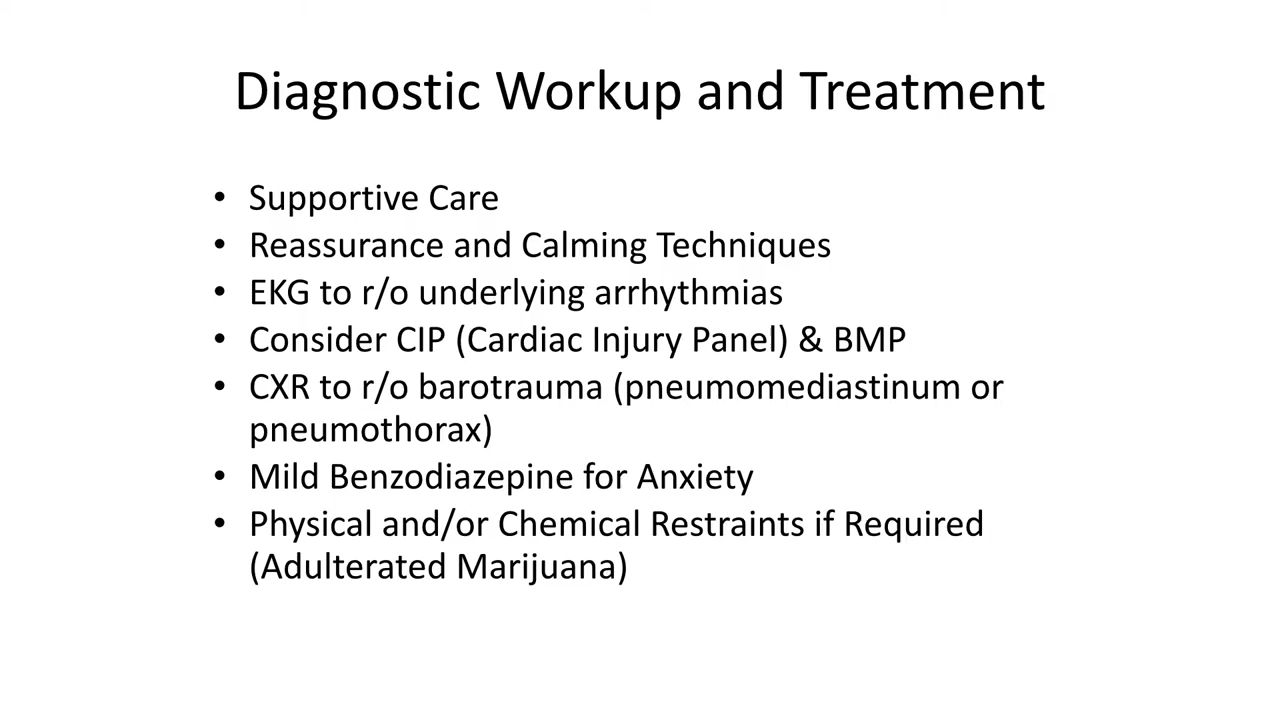 Diagnostic Workup and Treatment
• Supportive Care
• Reassurance and Calming Techniques
• EKG to r/o underlying arrhythmias
• Consider CIP (Cardiac Injury Panel) & BMP
• CXR to r/o barotrauma (pneumomediastinum or
pneumothorax)
• Mild Benzodiazepine for Anxiety
• Physical and/or Chemical Restraints if Required
(Adulterated Marijuana)